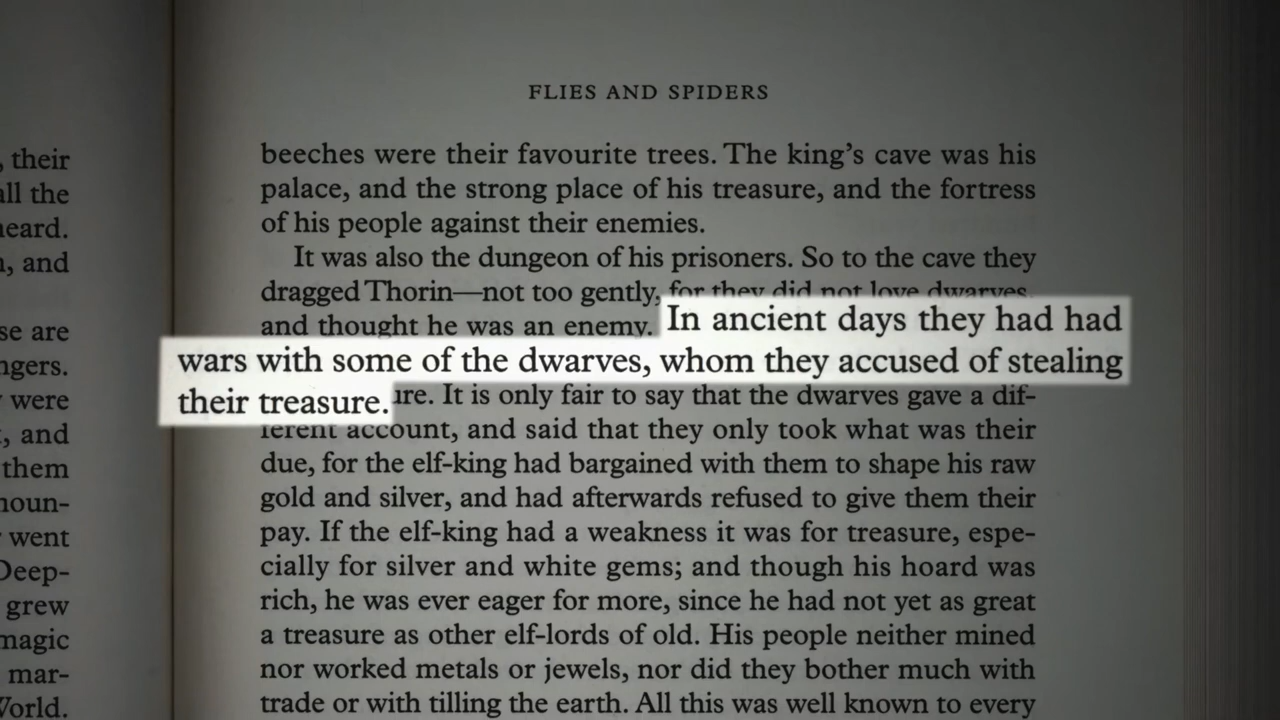 FLIES AND SPIDERS
, their
all the
heard.
n, and
se are
ngers.
were
, and
them
noun-
went
Deep-
grew
magic
mar-
World.
beeches were their favourite trees. The king's cave was his
palace, and the strong place of his treasure, and the fortress
of his people against their enemies.
It was also the dungeon of his prisoners. So to the cave they
dragged Thorin—not too gently, for they did not love dwarves,
and thought he was an enemy. In ancient days they had had
wars with some of the dwarves, whom they accused of stealing
their treasure. It is only fair to say that the dwarves gave a dif-
ferent account, and said that they only took what was their
due, for the elf-king had bargained with them to shape his raw
gold and silver, and had afterwards refused to give them their
pay. If the elf-king had a weakness it was for treasure, espe-
cially for silver and white gems; and though his hoard was
rich, he was ever eager for more, since he had not yet as great
a treasure as other elf-lords of old. His people neither mined
nor worked metals or jewels, nor did they bother much with
trade or with tilling the earth. All this was well known to every